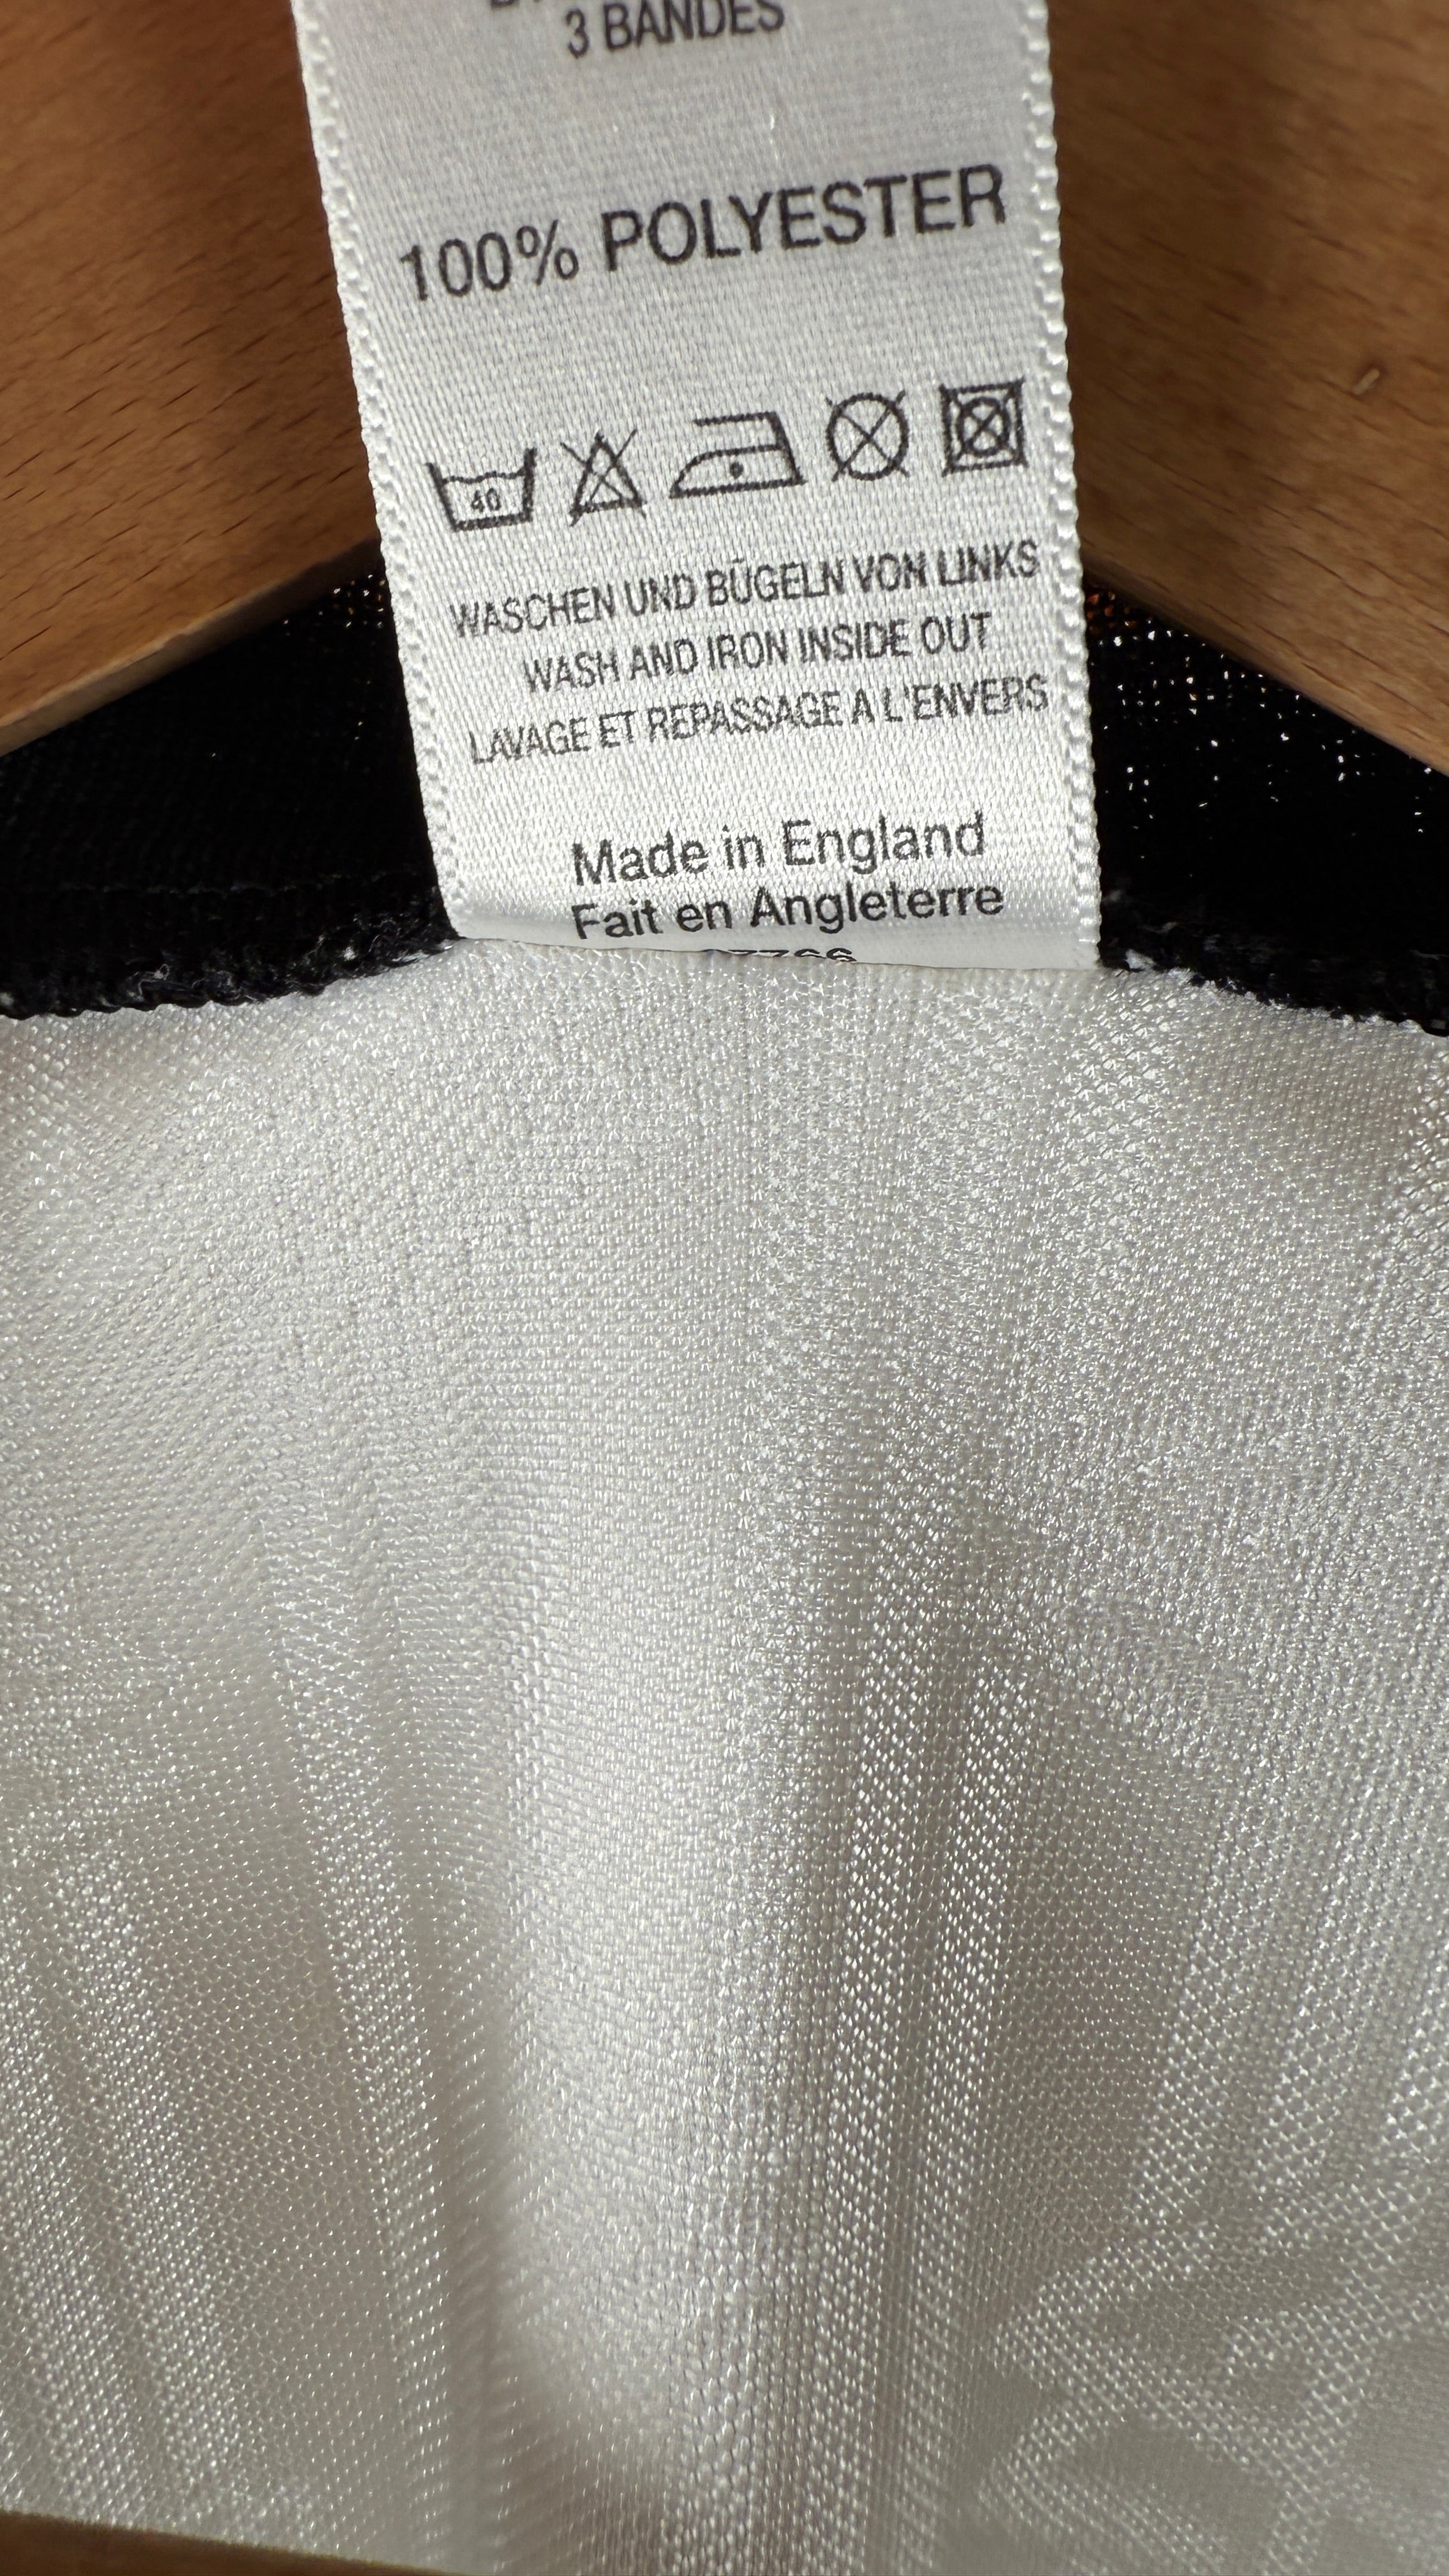 3 BANDES
100% POLYESTER
40
WASCHEN UND BÜGELN VON LINKS
WASH AND IRON INSIDE OUT
LAVAGE ET REPASSAGE A L'ENVERS
Made in England
Fait en Angleterre